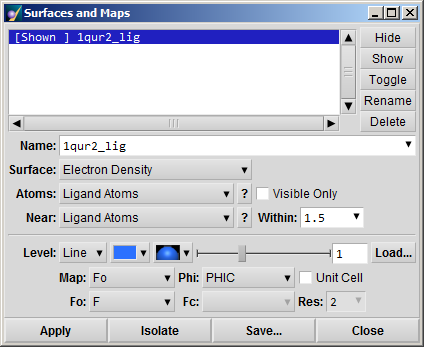 Surfaces and Maps
[Shown ] 1qur2_lig
Hide
Show
Toggle
Rename
Delete
Name: 1qur2_lig
Surface: Electron Density
Atoms: Ligand Atoms ? Visible Only
Near: Ligand Atoms ? Within: 1.5
Level: Line 1 Load...
Map: Fo Phi: PHIC Unit Cell
Fo: F Fc: Res: 2
Apply Isolate Save... Close